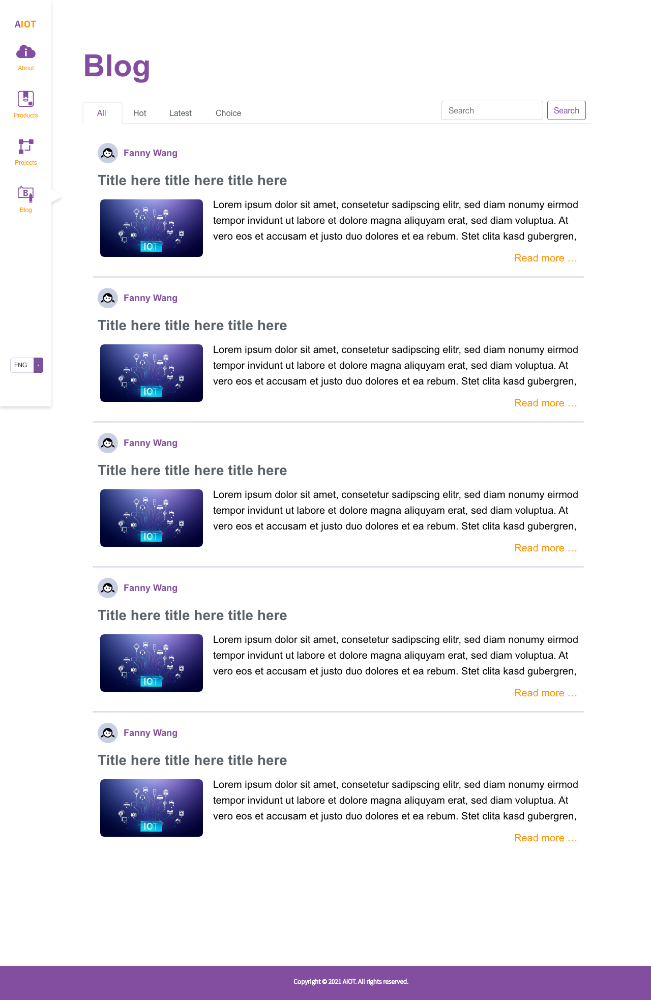 AIOT
About
Products
Projects
B
Blog
ENG
Blog
All
Hot
Latest
Choice
Search
Search
Fanny Wang
Title here title here title here
IOT
Lorem ipsum dolor sit amet, consetetur sadipscing elitr, sed diam nonumy eirmod
tempor invidunt ut labore et dolore magna aliquyam erat, sed diam voluptua. At
vero eos et accusam et justo duo dolores et ea rebum. Stet clita kasd gubergren,
Read more …
Fanny Wang
Title here title here title here
IOT
Lorem ipsum dolor sit amet, consetetur sadipscing elitr, sed diam nonumy eirmod
tempor invidunt ut labore et dolore magna aliquyam erat, sed diam voluptua. At
vero eos et accusam et justo duo dolores et ea rebum. Stet clita kasd gubergren,
Read more …
Fanny Wang
Title here title here title here
IOT
Lorem ipsum dolor sit amet, consetetur sadipscing elitr, sed diam nonumy eirmod
tempor invidunt ut labore et dolore magna aliquyam erat, sed diam voluptua. At
vero eos et accusam et justo duo dolores et ea rebum. Stet clita kasd gubergren,
Read more …
Fanny Wang
Title here title here title here
IOT
Lorem ipsum dolor sit amet, consetetur sadipscing elitr, sed diam nonumy eirmod
tempor invidunt ut labore et dolore magna aliquyam erat, sed diam voluptua. At
vero eos et accusam et justo duo dolores et ea rebum. Stet clita kasd gubergren,
Read more …
Fanny Wang
Title here title here title here
IOT
Lorem ipsum dolor sit amet, consetetur sadipscing elitr, sed diam nonumy eirmod
tempor invidunt ut labore et dolore magna aliquyam erat, sed diam voluptua. At
vero eos et accusam et justo duo dolores et ea rebum. Stet clita kasd gubergren,
Read more …
Copyright © 2021 AIOT. All rights reserved.